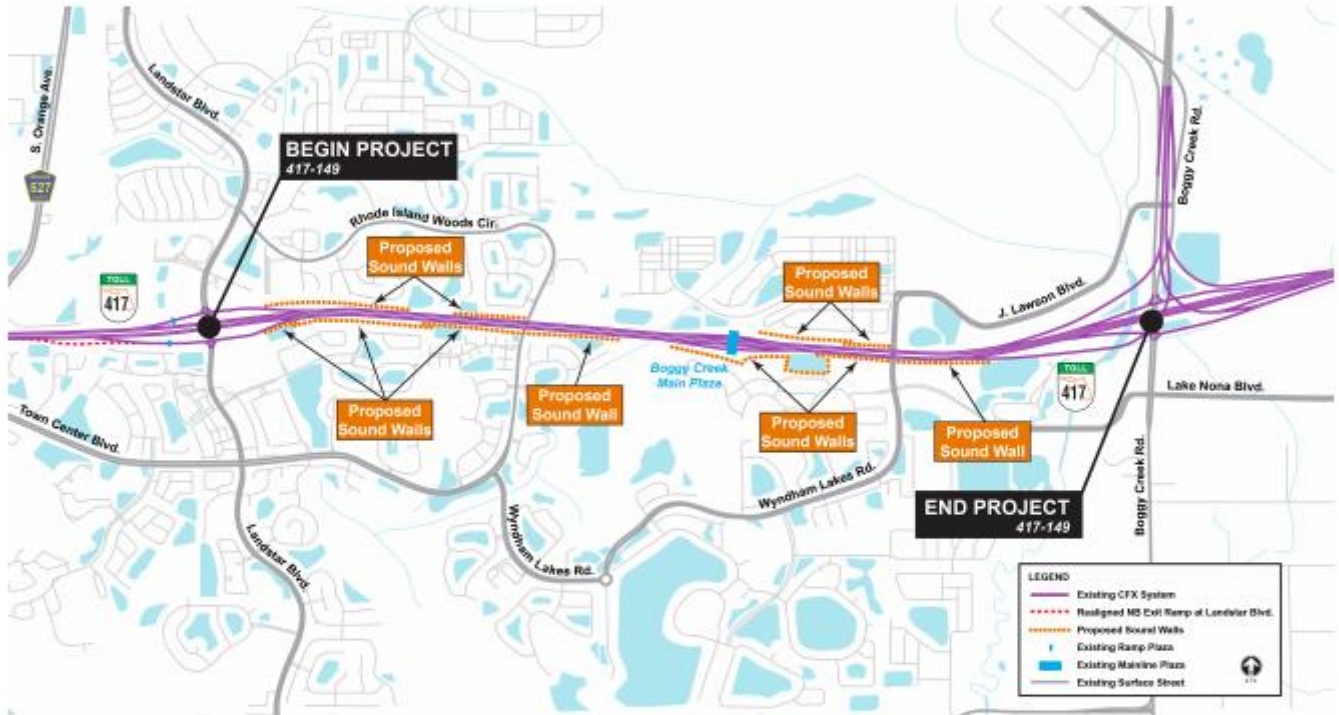 Landstar Blvd.
S. Orange Ave.
527
BEGIN PROJECT
417-149
Boggy Creek Rd.
Rhode Island Woods Cir.
Proposed
Sound Walls
Proposed
Sound Walls
TOLL
417
J. Lawson Blvd.
Boggy Creek
Main Plaza
TOLL
417
Lake Nona Blvd.
Proposed
Sound Walls
Proposed
Sound Wall
Proposed
Sound Walls
Proposed
Sound Wall
Town Center Blvd.
Wyndham Lakes Rd.
END PROJECT
417-149
Boggy Creek Rd.
Landstar Blvd.
Wyndham Lakes Rd.
LEGEND
Existing CFX System
Realigned NB Exit Ramp at Landstar Blvd.
Proposed Sound Walls
Existing Ramp Plaza
Existing Mainline Plaza
Existing Surface Street